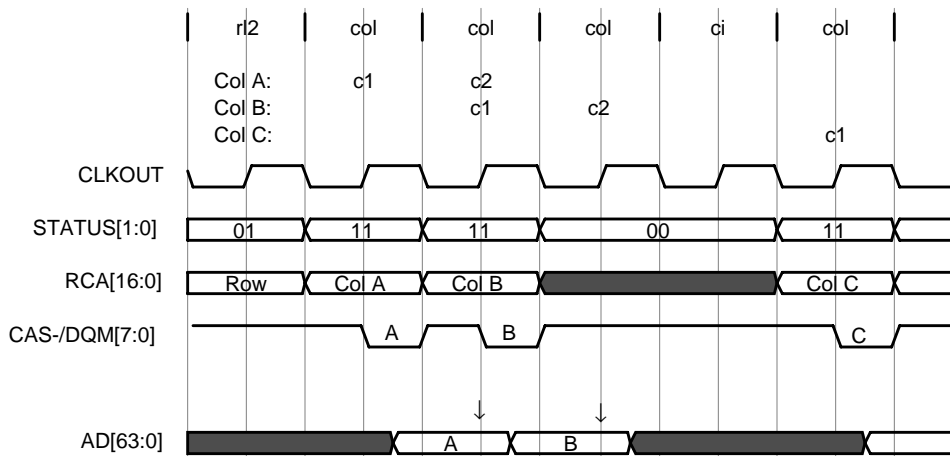 rl2 col col col ci col
Col A: c1 c2
Col B: c1 c2
Col C: c1
CLKOUT
STATUS[1:0] 01 11 11 00 11
RCA[16:0] Row Col A Col B Col C
CAS-/DQM[7:0] A B C
AD[63:0] A B